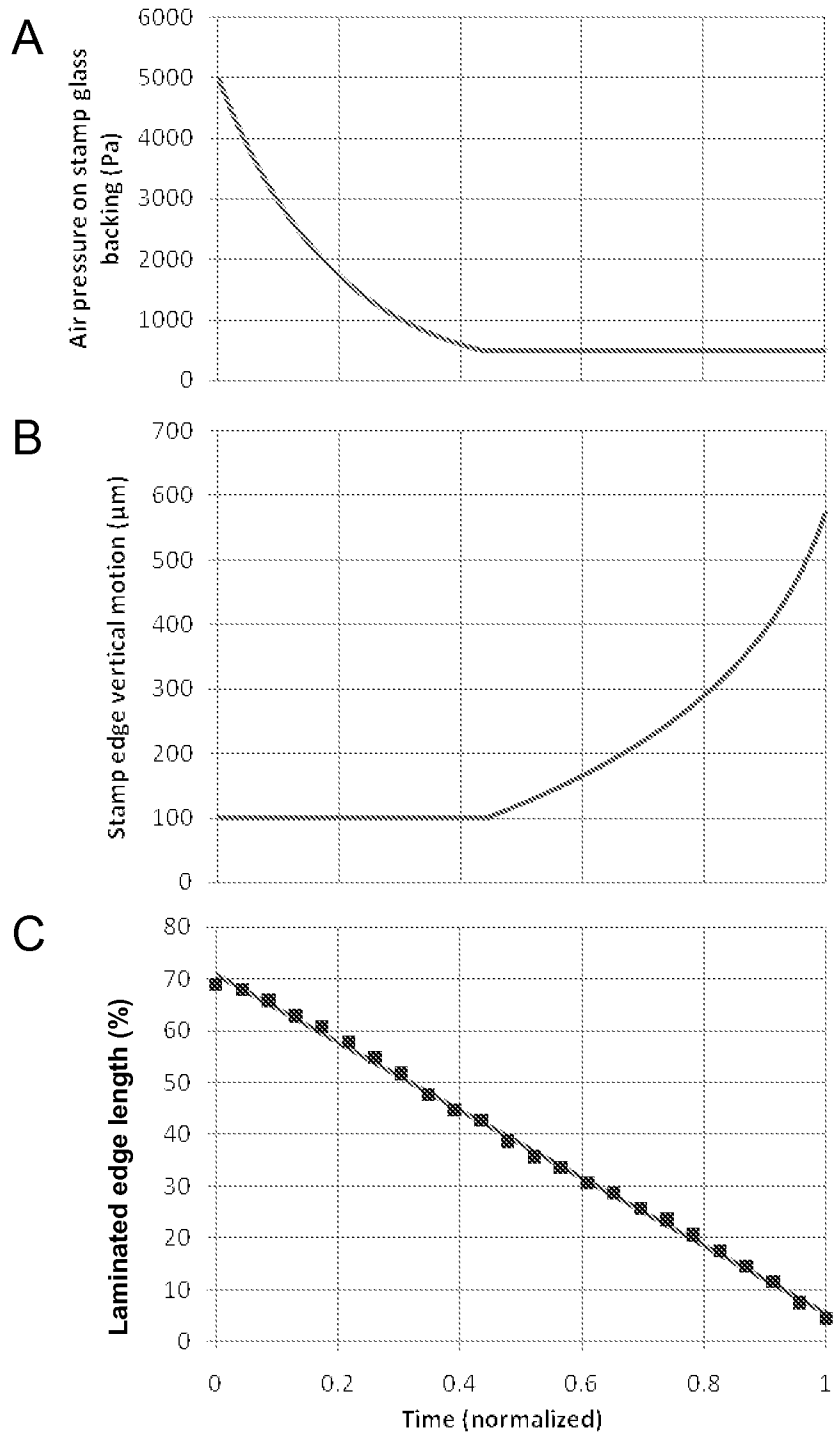 A
Air pressure on stamp glass
backing (Pa)
6000
5000
4000
3000
2000
1000
0
B
Stamp edge vertical motion (µm)
700
600
500
400
300
200
100
0
C
Laminated edge length (%)
80
70
60
50
40
30
20
10
0
0 0.2 0.4 0.6 0.8 1
Time (normalized)